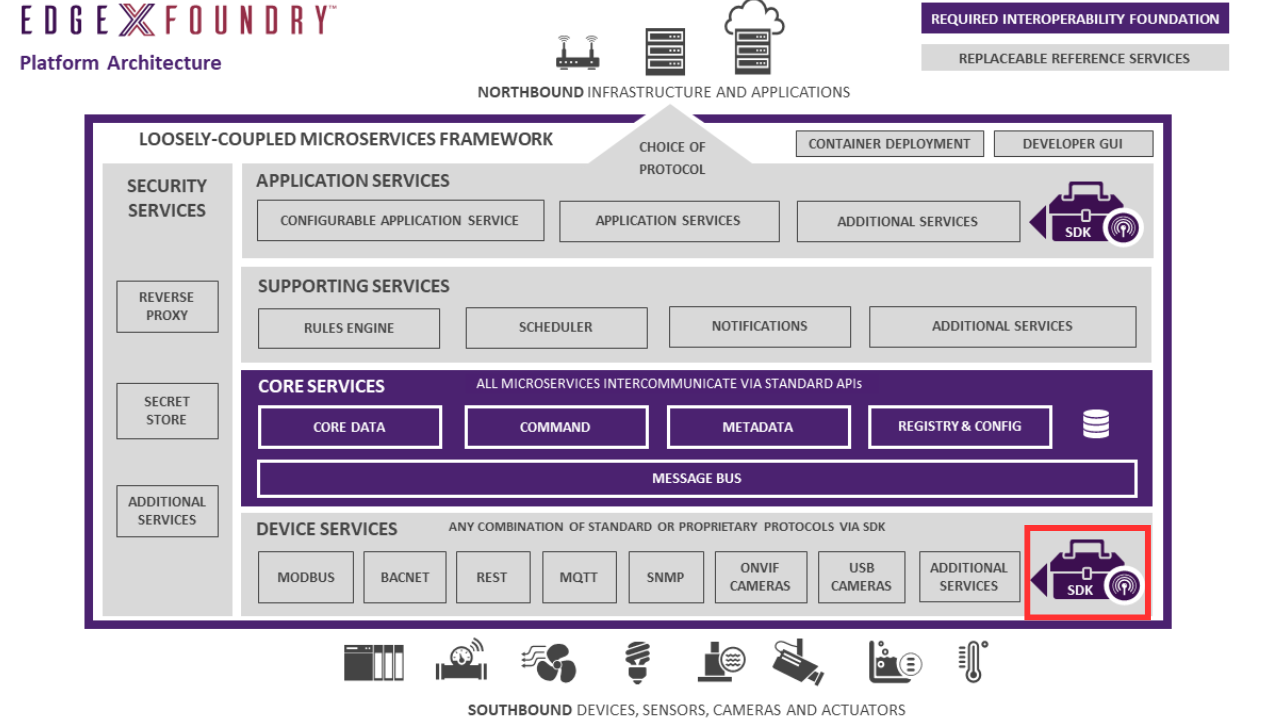 EDGE X FOUNDRY™
Platform Architecture
REQUIRED INTEROPERABILITY FOUNDATION
REPLACEABLE REFERENCE SERVICES
NORTHBOUND INFRASTRUCTURE AND APPLICATIONS
LOOSELY-COUPLED MICROSERVICES FRAMEWORK
CHOICE OF
PROTOCOL
CONTAINER DEPLOYMENT
DEVELOPER GUI
SECURITY
SERVICES
REVERSE
PROXY
SECRET
STORE
ADDITIONAL
SERVICES
APPLICATION SERVICES
CONFIGURABLE APPLICATION SERVICE
APPLICATION SERVICES
ADDITIONAL SERVICES
SDK
SUPPORTING SERVICES
RULES ENGINE
SCHEDULER
NOTIFICATIONS
ADDITIONAL SERVICES
CORE SERVICES
ALL MICROSERVICES INTERCOMMUNICATE VIA STANDARD APIs
CORE DATA
COMMAND
METADATA
REGISTRY & CONFIG
MESSAGE BUS
DEVICE SERVICES
ANY COMBINATION OF STANDARD OR PROPRIETARY PROTOCOLS VIA SDK
MODBUS
BACNET
REST
MQTT
SNMP
ONVIF
CAMERAS
USB
CAMERAS
ADDITIONAL
SERVICES
SDK
SOUTHBOUND DEVICES, SENSORS, CAMERAS AND ACTUATORS